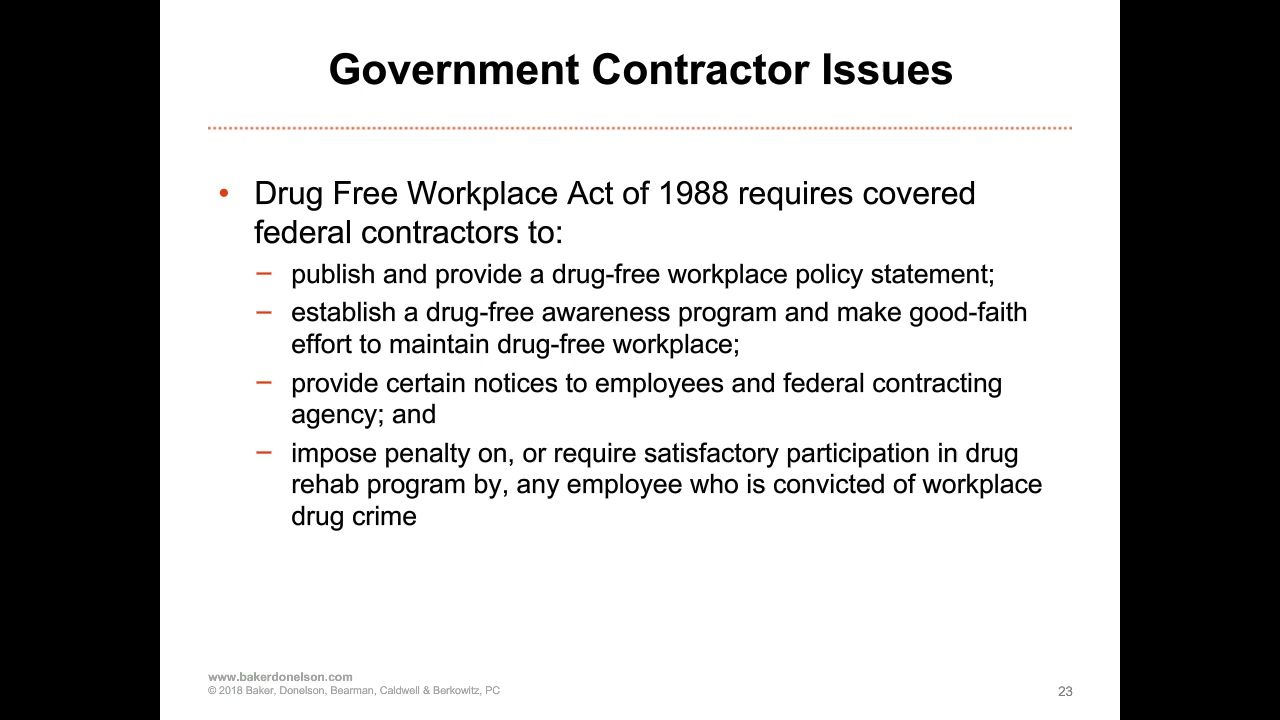 Government Contractor Issues
• Drug Free Workplace Act of 1988 requires covered
federal contractors to:
– publish and provide a drug-free workplace policy statement;
– establish a drug-free awareness program and make good-faith
effort to maintain drug-free workplace;
– provide certain notices to employees and federal contracting
agency; and
– impose penalty on, or require satisfactory participation in drug
rehab program by, any employee who is convicted of workplace
drug crime
www.bakerdonelson.com
© 2018 Baker, Donelson, Bearman, Caldwell & Berkowitz, PC
23